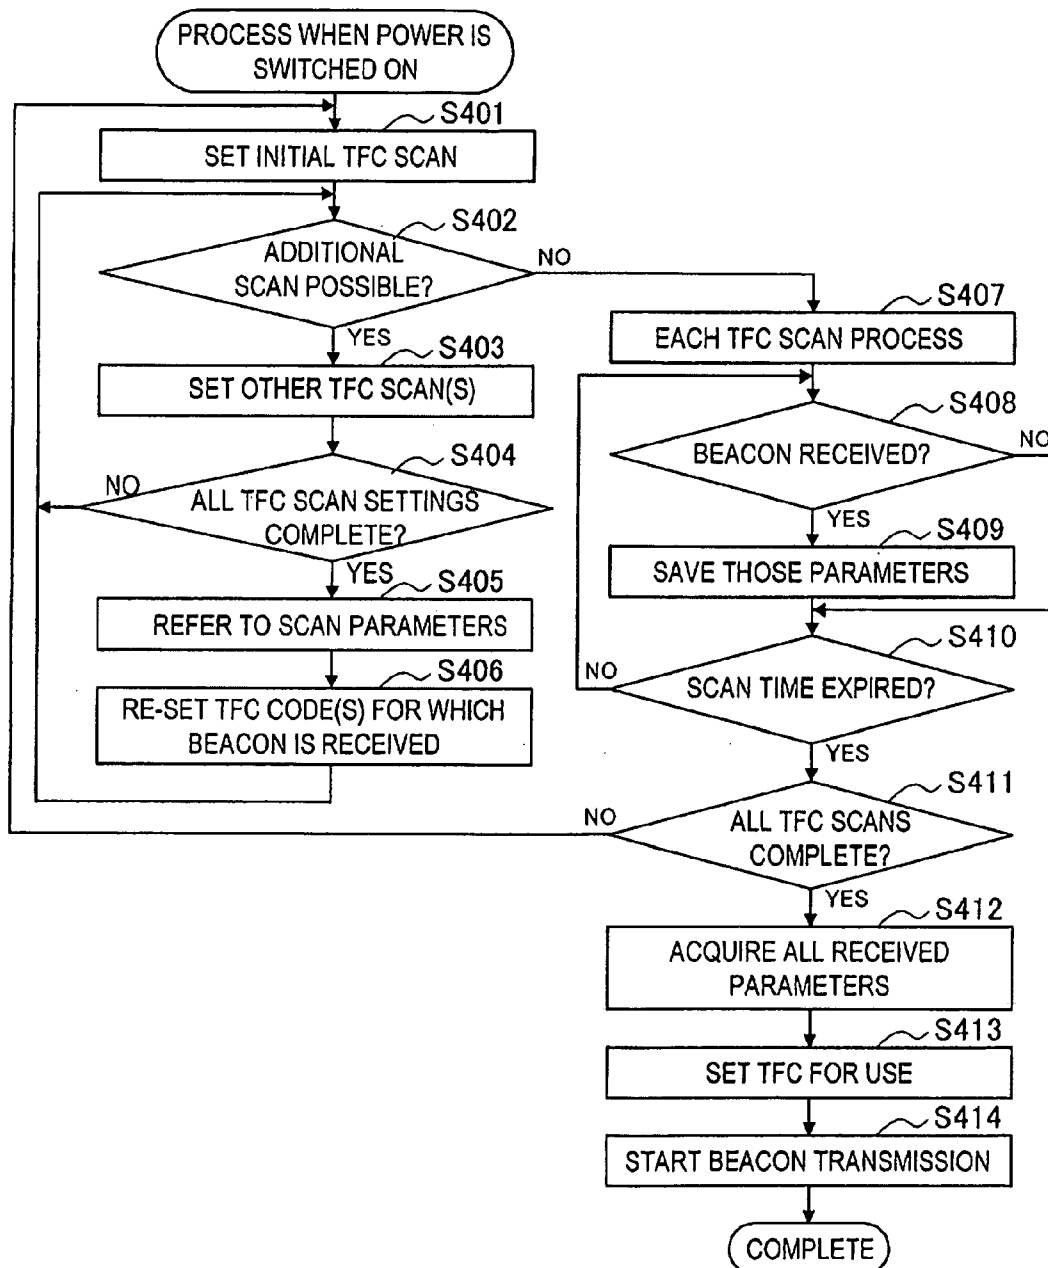 PROCESS WHEN POWER IS
SWITCHED ON
S401
SET INITIAL TFC SCAN
S402
ADDITIONAL
SCAN POSSIBLE?
NO
YES
S403
SET OTHER TFC SCAN(S)
S404
NO
ALL TFC SCAN SETTINGS
COMPLETE?
YES
S405
REFER TO SCAN PARAMETERS
S406
RE-SET TFC CODE(S) FOR WHICH
BEACON IS RECEIVED
S407
EACH TFC SCAN PROCESS
S408
BEACON RECEIVED?
NO
YES
S409
SAVE THOSE PARAMETERS
S410
NO
SCAN TIME EXPIRED?
YES
S411
NO
ALL TFC SCANS
COMPLETE?
YES
S412
ACQUIRE ALL RECEIVED
PARAMETERS
S413
SET TFC FOR USE
S414
START BEACON TRANSMISSION
COMPLETE